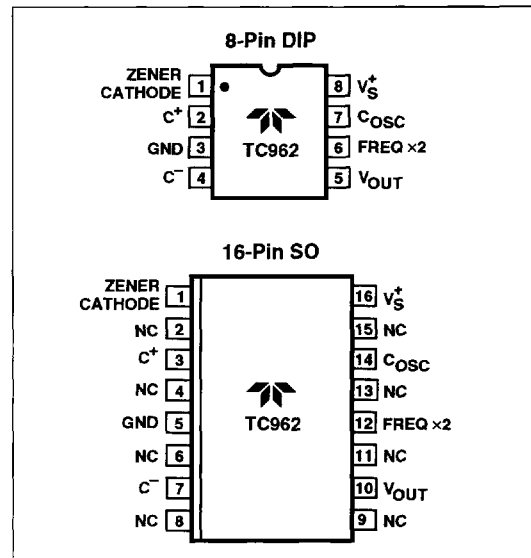 8-Pin DIP
ZENER CATHODE 1
C+ 2
GND 3
C− 4
TC962
8 V+S
7 COSC
6 FREQ ×2
5 VOUT
16-Pin SO
ZENER CATHODE 1
NC 2
C+ 3
NC 4
GND 5
NC 6
C− 7
NC 8
TC962
16 V+S
15 NC
14 COSC
13 NC
12 FREQ ×2
11 NC
10 VOUT
9 NC